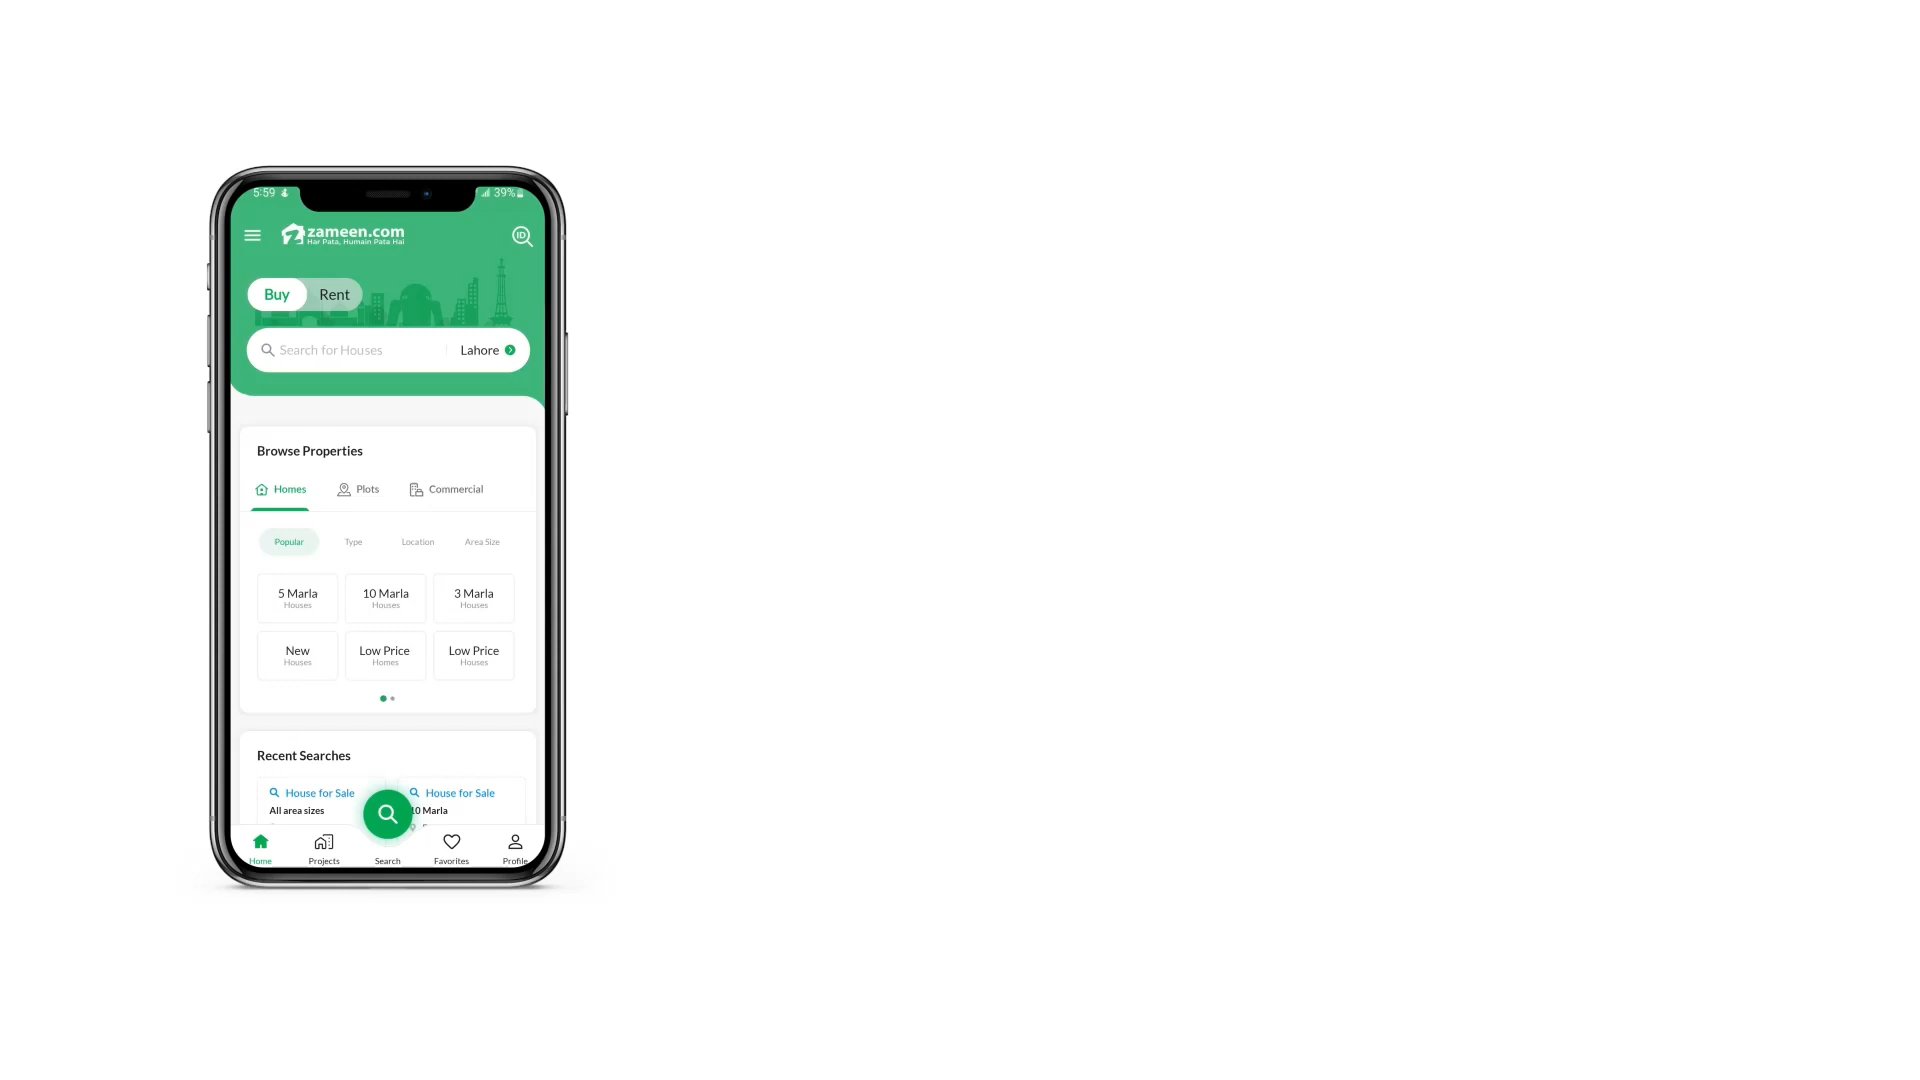 5:59
39%
zameen.com
Har Pata, Humain Pata Hai
ID
Buy
Rent
Search for Houses
Lahore
Browse Properties
Homes
Plots
Commercial
Popular
Type
Location
Area Size
5 Marla
Houses
10 Marla
Houses
3 Marla
Houses
New
Houses
Low Price
Homes
Low Price
Houses
Recent Searches
House for Sale
All area sizes
House for Sale
10 Marla
Home
Projects
Search
Favorites
Profile